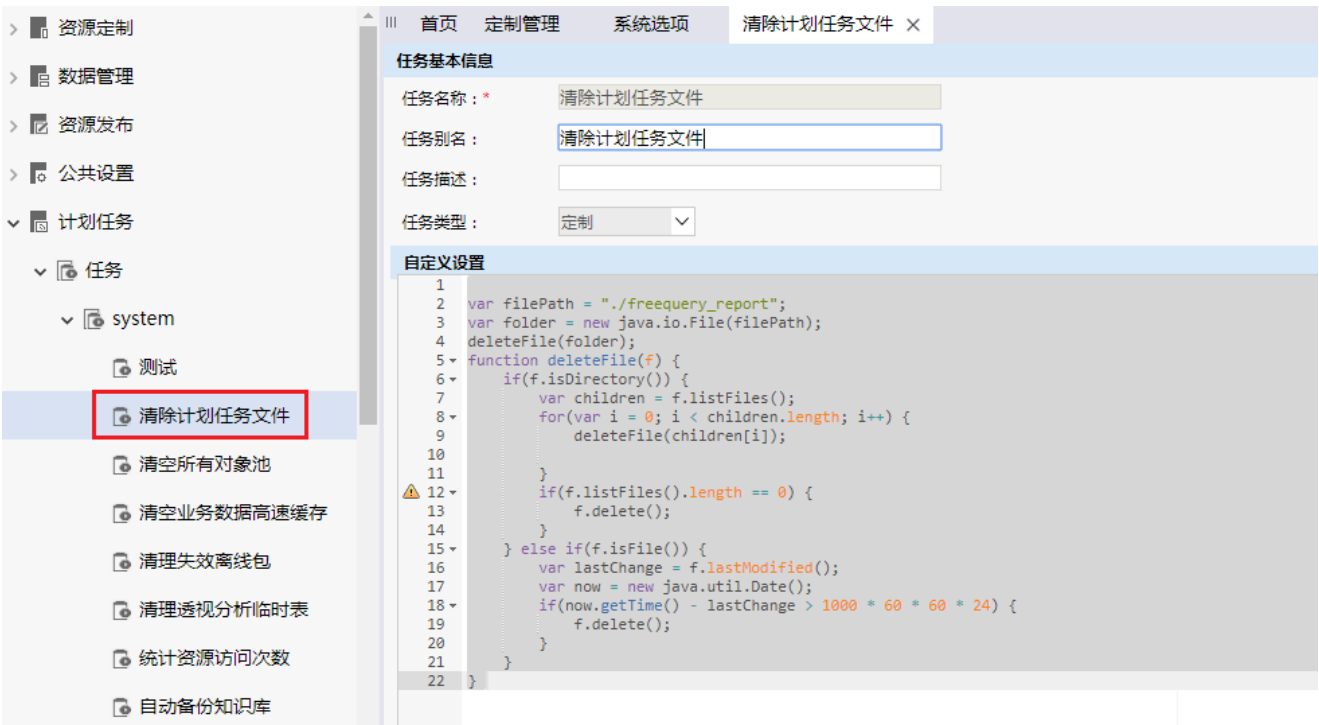 资源定制
数据管理
资源发布
公共设置
计划任务
任务
system
测试
清除计划任务文件
清空所有对象池
清空业务数据高速缓存
清理失效离线包
清理透视分析临时表
统计资源访问次数
自动备份知识库
首页 定制管理 系统选项 清除计划任务文件
任务基本信息
任务名称：* 清除计划任务文件
任务别名： 清除计划任务文件
任务描述：
任务类型： 定制
自定义设置
1
2 var filePath = "./freequery_report";
3 var folder = new java.io.File(filePath);
4 deleteFile(folder);
5 function deleteFile(f) {
6 if(f.isDirectory()) {
7 var children = f.listFiles();
8 for(var i = 0; i < children.length; i++) {
9 deleteFile(children[i]);
10
11 }
12 if(f.listFiles().length == 0) {
13 f.delete();
14 }
15 } else if(f.isFile()) {
16 var lastChange = f.lastModified();
17 var now = new java.util.Date();
18 if(now.getTime() - lastChange > 1000 * 60 * 60 * 24) {
19 f.delete();
20 }
21 }
22 }